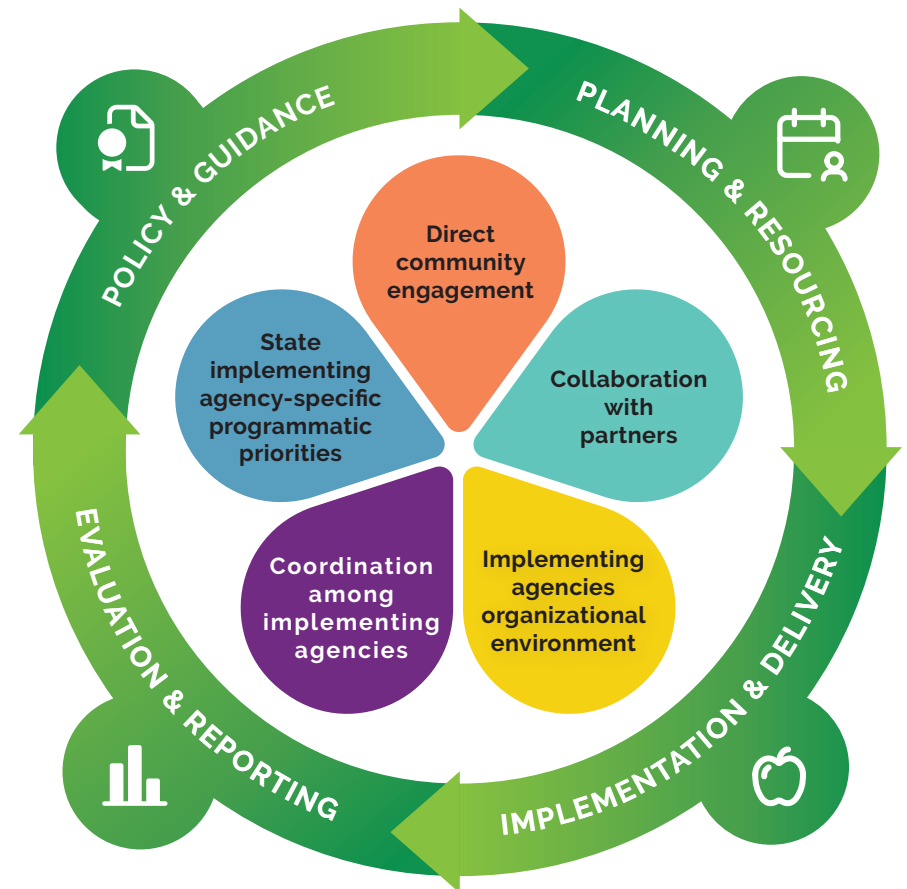 POLICY & GUIDANCE
PLANNING & RESOURCING
IMPLEMENTATION & DELIVERY
EVALUATION & REPORTING
Direct
community
engagement
Collaboration
with
partners
Implementing
agencies
organizational
environment
Coordination
among
implementing
agencies
State
implementing
agency-specific
programmatic
priorities